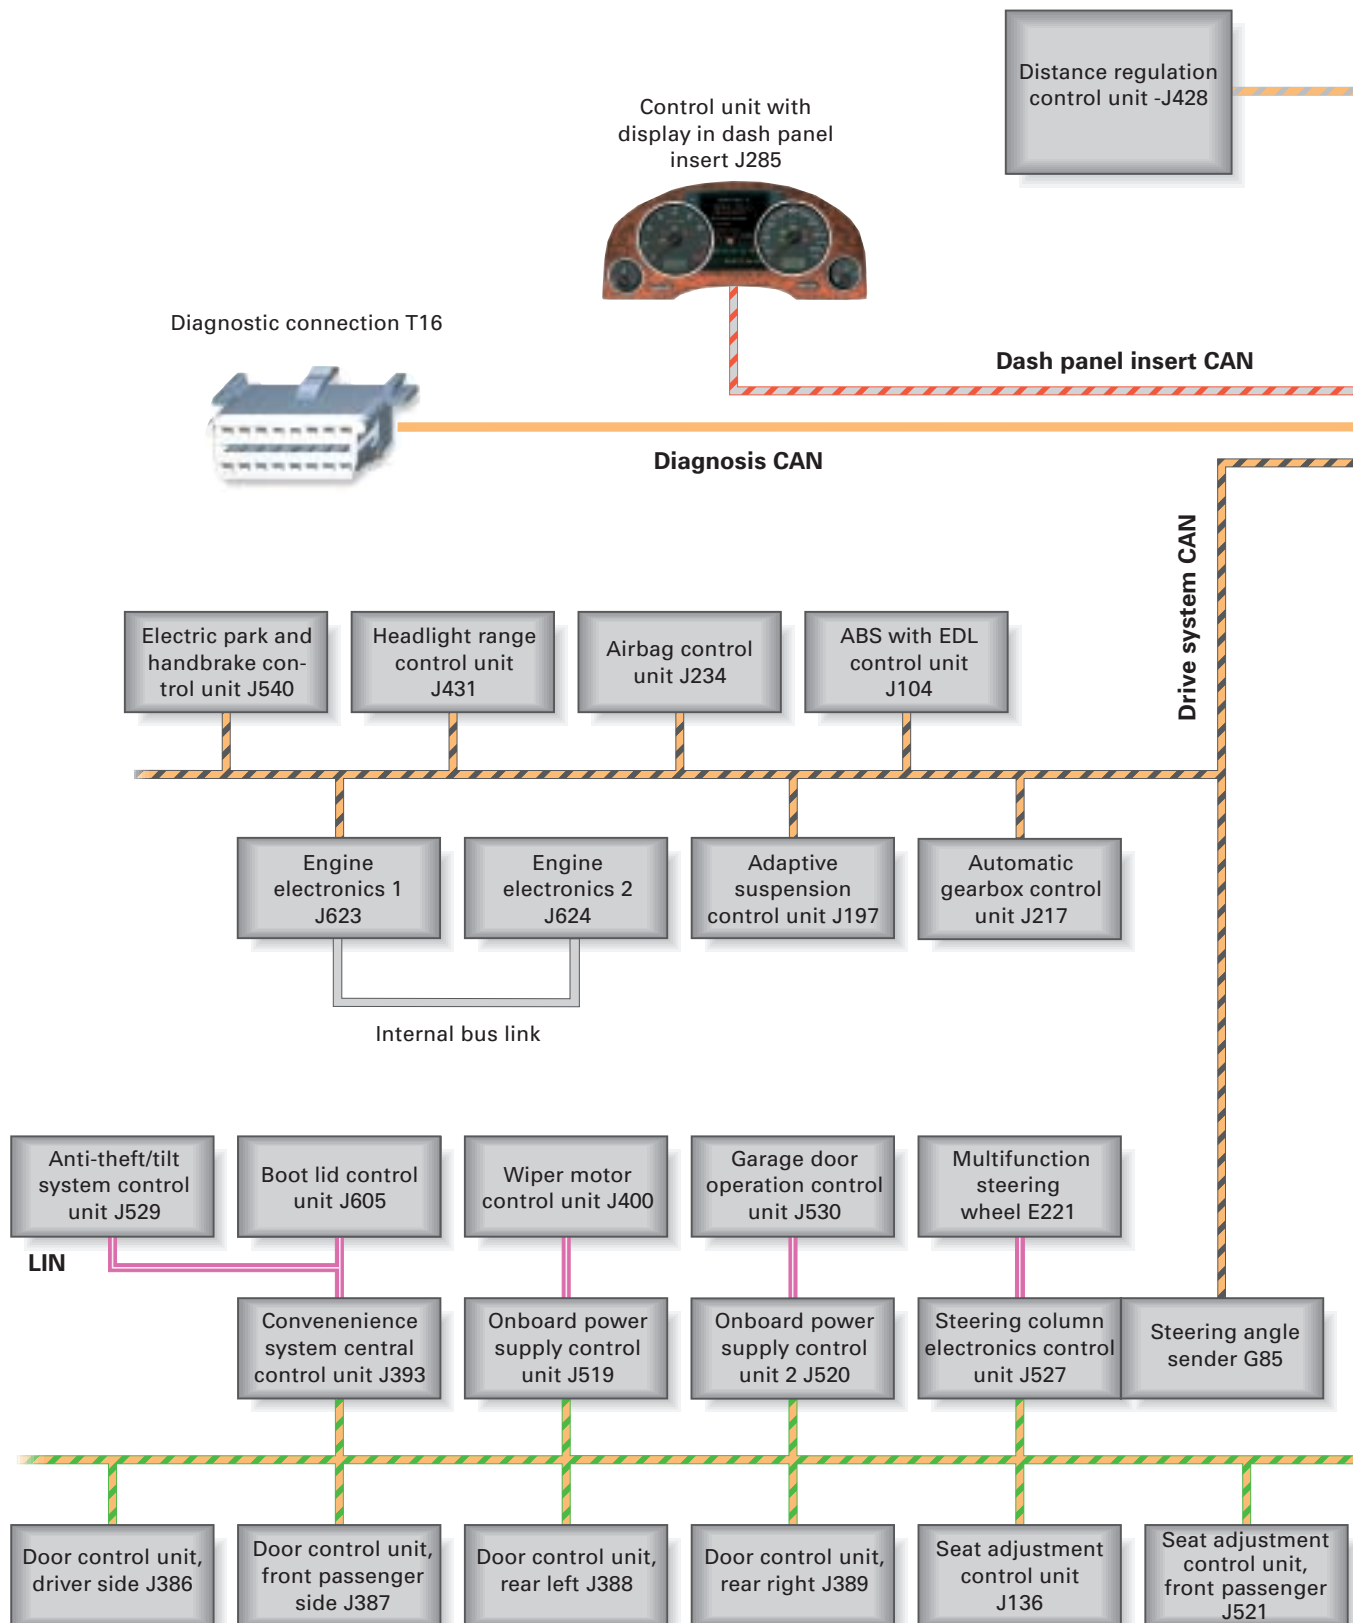 Distance regulation
control unit -J428
Control unit with
display in dash panel
insert J285
Diagnostic connection T16
Dash panel insert CAN
Diagnosis CAN
Drive system CAN
Electric park and
handbrake con-
trol unit J540
Headlight range
control unit
J431
Airbag control
unit J234
ABS with EDL
control unit
J104
Engine
electronics 1
J623
Engine
electronics 2
J624
Adaptive
suspension
control unit J197
Automatic
gearbox control
unit J217
Internal bus link
Anti-theft/tilt
system control
unit J529
Boot lid control
unit J605
Wiper motor
control unit J400
Garage door
operation control
unit J530
Multifunction
steering
wheel E221
LIN
Convenenience
system central
control unit J393
Onboard power
supply control
unit J519
Onboard power
supply control
unit 2 J520
Steering column
electronics control
unit J527
Steering angle
sender G85
Door control unit,
driver side J386
Door control unit,
front passenger
side J387
Door control unit,
rear left J388
Door control unit,
rear right J389
Seat adjustment
control unit
J136
Seat adjustment
control unit,
front passenger
J521